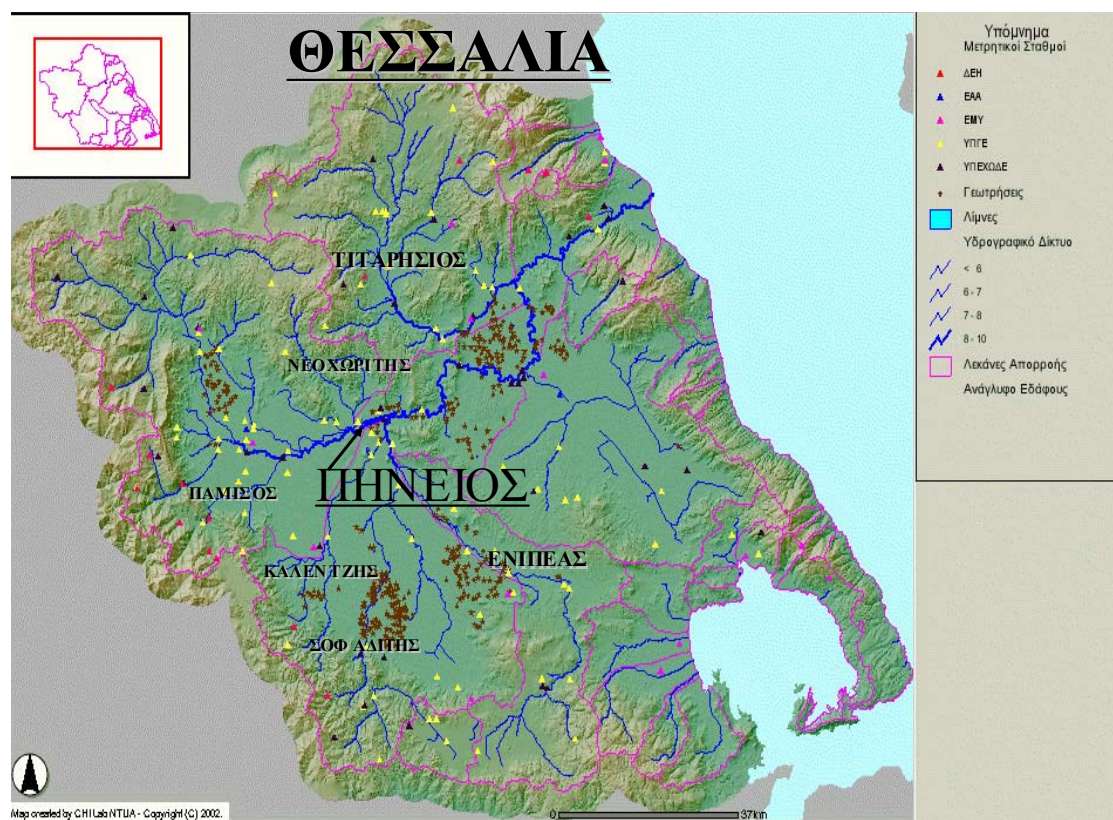 ΘΕΣΣΑΛΙΑ
ΤΙΤΑΡΗΣΙΟΣ
ΝΕΟΧΩΡΙΤΗΣ
ΠΗΝΕΙΟΣ
ΠΑΜΙΣΟΣ
ΚΑΛΕΝΤΖΗΣ
ΕΝΙΠΕΑΣ
ΣΟΦΑΔΙΤΗΣ
Map created by CHI Lab NTUA - Copyright (C) 2002.
0 37km
Υπόμνημα
Μετρητικοί Σταθμοί
ΔΕΗ
ΕΑΑ
ΕΜΥ
ΥΠΓΕ
ΥΠΕΧΩΔΕ
Γεωτρήσεις
Λίμνες
Υδρογραφικό Δίκτυο
< 6
6 - 7
7 - 8
8 - 10
Λεκάνες Απορροής
Ανάγλυφο Εδάφους